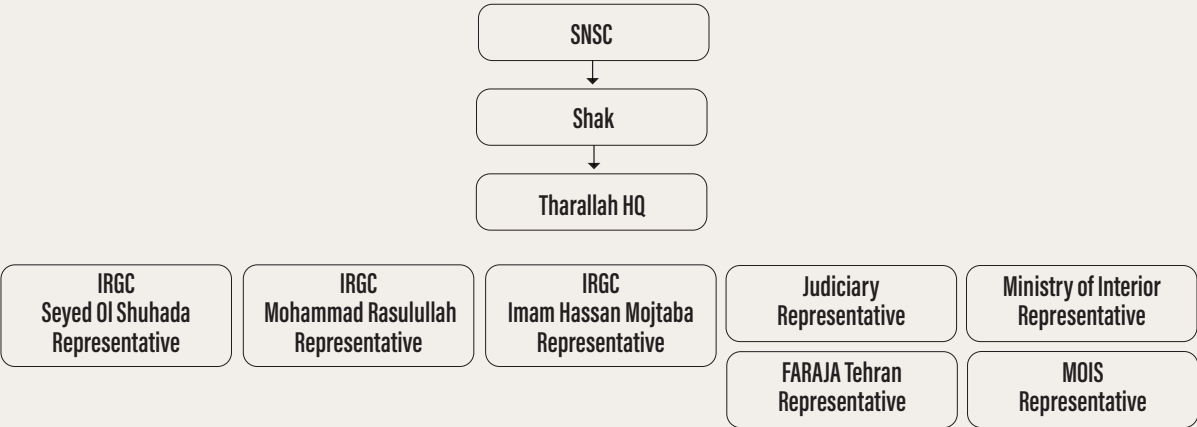 SNSC
Shak
Tharallah HQ
IRGC
Seyed Ol Shuhada
Representative
IRGC
Mohammad Rasulullah
Representative
IRGC
Imam Hassan Mojtaba
Representative
Judiciary
Representative
Ministry of Interior
Representative
FARAJA Tehran
Representative
MOIS
Representative